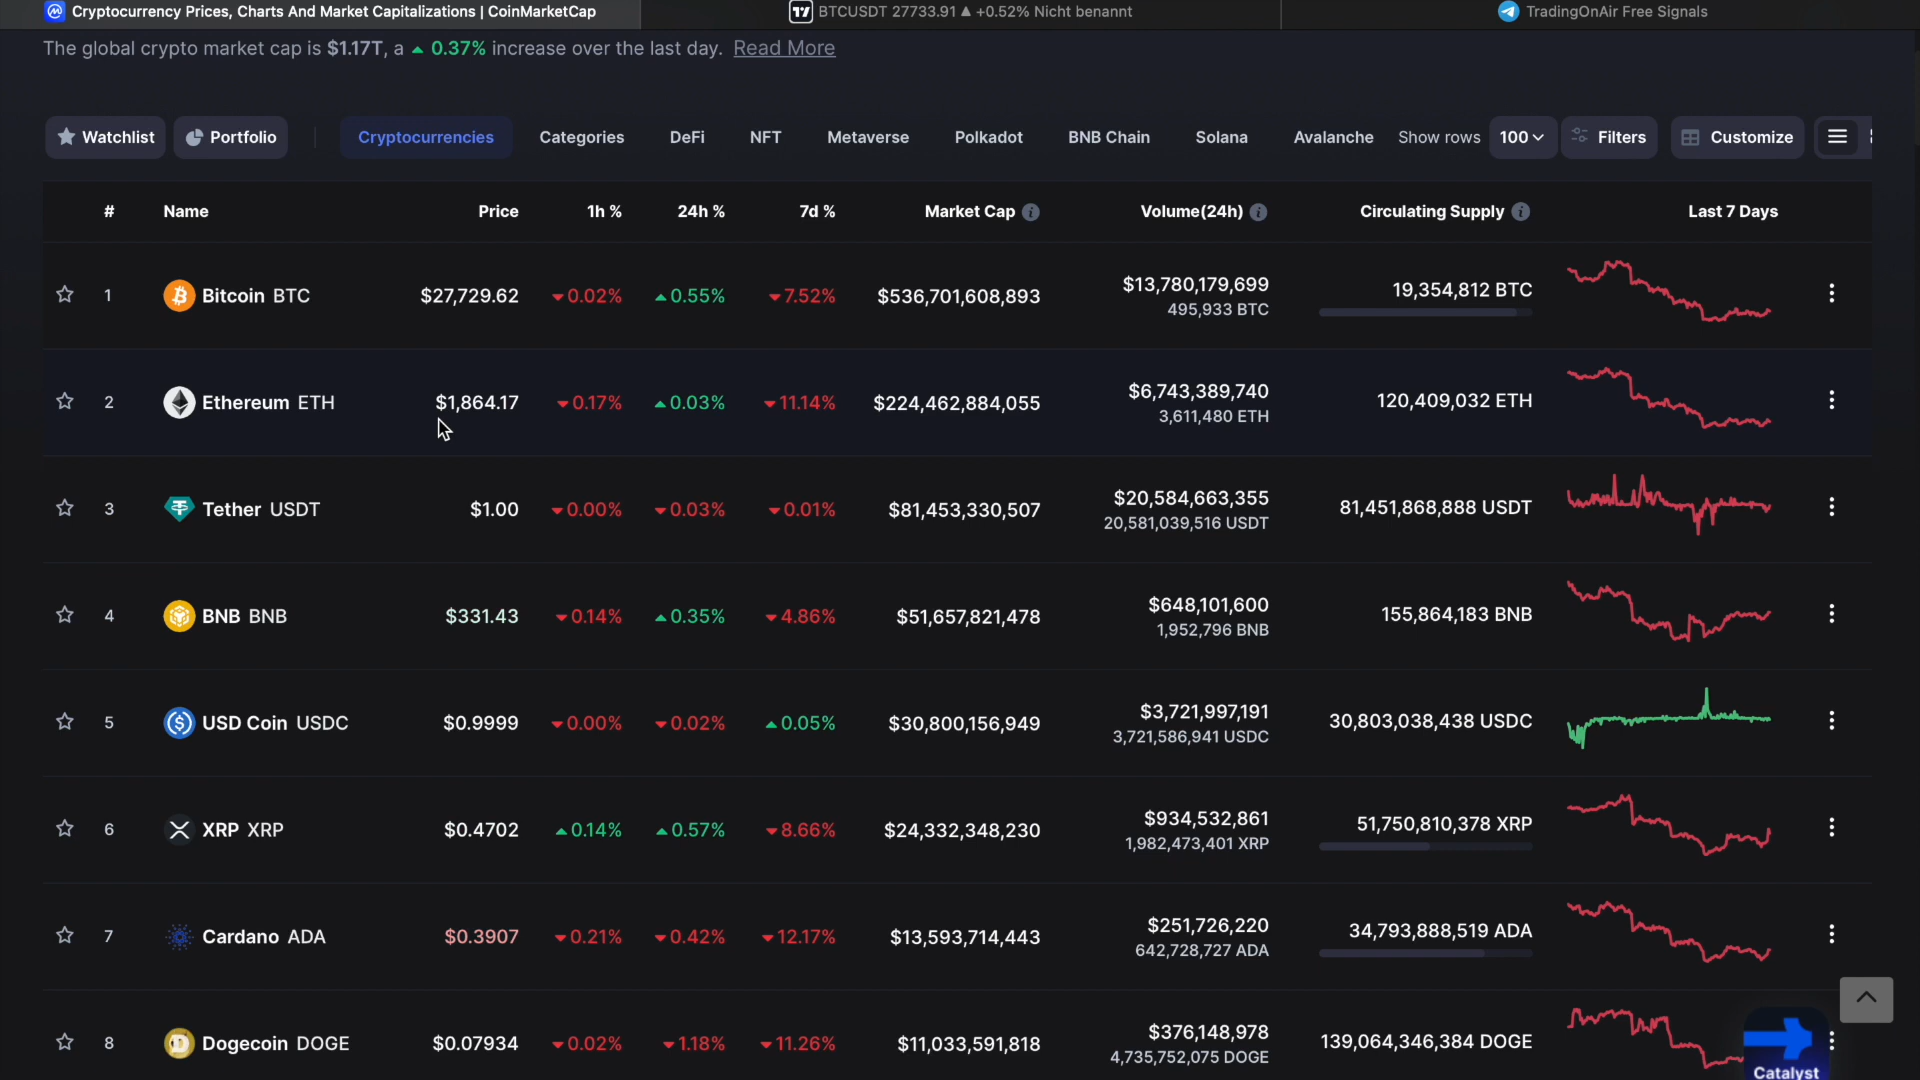 Cryptocurrency Prices, Charts And Market Capitalizations | CoinMarketCap
BTCUSDT 27733.91 ▲ +0.52% Nicht benannt
TradingOnAir Free Signals
The global crypto market cap is $1.17T, a ▲ 0.37% increase over the last day. Read More
Watchlist Portfolio Cryptocurrencies Categories DeFi NFT Metaverse Polkadot BNB Chain Solana Avalanche Show rows 100 Filters Customize
# Name Price 1h % 24h % 7d % Market Cap Volume(24h) Circulating Supply Last 7 Days
1 Bitcoin BTC $27,729.62 ▼0.02% ▲0.55% ▼7.52% $536,701,608,893 $13,780,179,699 19,354,812 BTC
495,933 BTC
2 Ethereum ETH $1,864.17 ▼0.17% ▲0.03% ▼11.14% $224,462,884,055 $6,743,389,740 120,409,032 ETH
3,611,480 ETH
3 Tether USDT $1.00 ▼0.00% ▼0.03% ▼0.01% $81,453,330,507 $20,584,663,355 81,451,868,888 USDT
20,581,039,516 USDT
4 BNB BNB $331.43 ▼0.14% ▲0.35% ▼4.86% $51,657,821,478 $648,101,600 155,864,183 BNB
1,952,796 BNB
5 USD Coin USDC $0.9999 ▼0.00% ▼0.02% ▲0.05% $30,800,156,949 $3,721,997,191 30,803,038,438 USDC
3,721,586,941 USDC
6 XRP XRP $0.4702 ▲0.14% ▲0.57% ▼8.66% $24,332,348,230 $934,532,861 51,750,810,378 XRP
1,982,473,401 XRP
7 Cardano ADA $0.3907 ▼0.21% ▼0.42% ▼12.17% $13,593,714,443 $251,726,220 34,793,888,519 ADA
642,728,727 ADA
8 Dogecoin DOGE $0.07934 ▼0.02% ▼1.18% ▼11.26% $11,033,591,818 $376,148,978 139,064,346,384 DOGE
4,735,752,075 DOGE
Catalyst